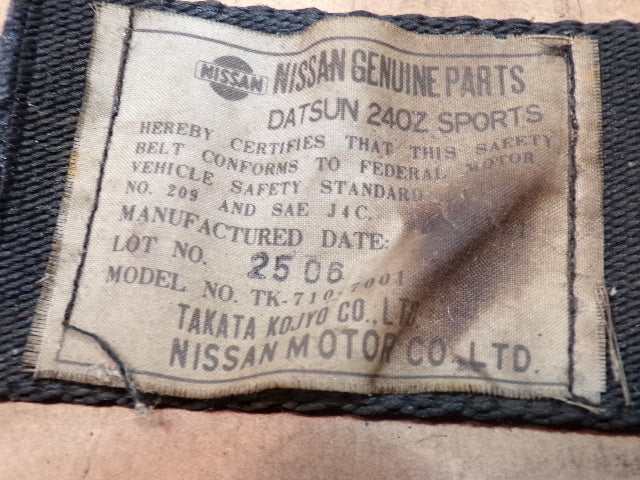 NISSAN NISSAN GENUINE PARTS
DATSUN 240Z SPORTS
HEREBY CERTIFIES THAT THIS SAFETY
BELT CONFORMS TO FEDERAL MOTOR
VEHICLE SAFETY STANDARD
NO. 209 AND SAE J4C.
MANUFACTURED DATE:
LOT NO. 2506
MODEL NO. TK-710-7001
TAKATA KOJYO CO., LTD.
NISSAN MOTOR CO., LTD.